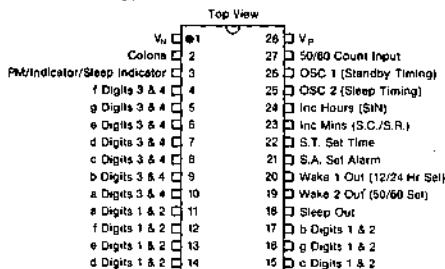 Top View
V_N 1 28 V_P
Colons 2 27 50/60 Count Input
PM/Indicator/Sleep Indicator 3 26 OSC 1 (Standby Timing)
f Digits 3 & 4 4 25 OSC 2 (Sleep Timing)
g Digits 3 & 4 5 24 Inc Hours (SIN)
e Digits 3 & 4 6 23 Inc Mins (S.C./S.R.)
d Digits 3 & 4 7 22 S.T. Set Time
c Digits 3 & 4 8 21 S.A. Set Alarm
b Digits 3 & 4 9 20 Wake 1 Out (12/24 Hr Sel)
a Digits 3 & 4 10 19 Wake 2 Out (50/60 Sel)
a Digits 1 & 2 11 18 Sleep Out
f Digits 1 & 2 12 17 b Digits 1 & 2
e Digits 1 & 2 13 16 g Digits 1 & 2
d Digits 1 & 2 14 15 c Digits 1 & 2